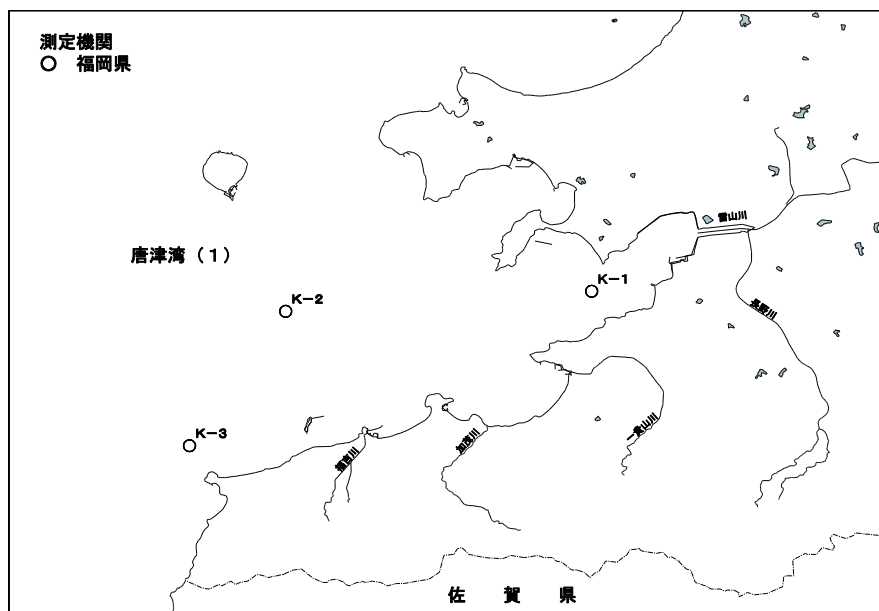 測定機関
○ 福岡県
雷山川
唐津湾(1)
K-1
K-2
長野川
K-3
一貴山川
加茂川
福吉川
佐賀県